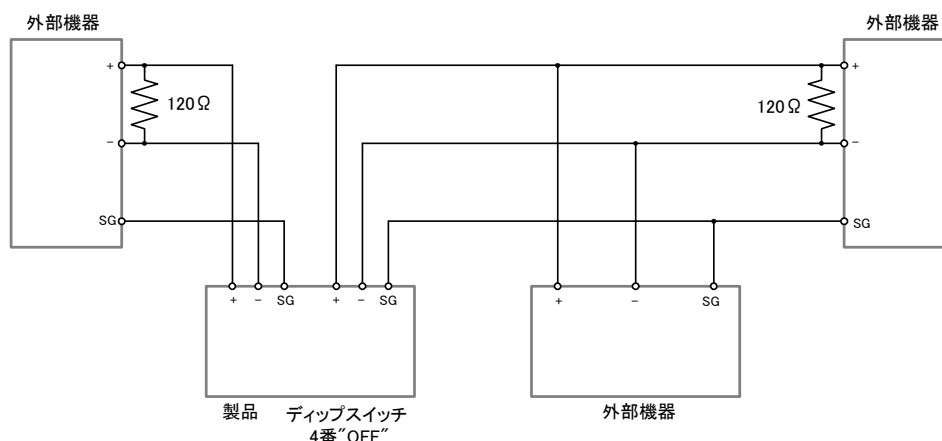 外部機器
外部機器
+
120Ω
-
SG
120Ω
+
-
SG
+ - SG + - SG
+ - SG
製品 ディップスイッチ
4番"OFF"
外部機器